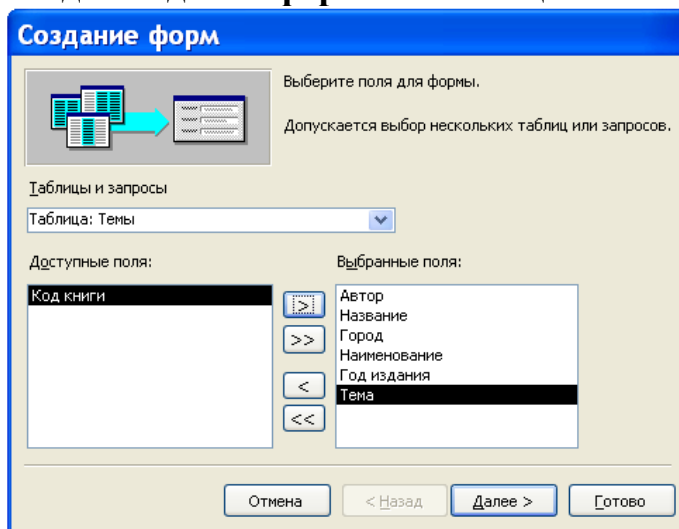 Создание форм
Выберите поля для формы.
Допускается выбор нескольких таблиц или запросов.
Таблицы и запросы
Таблица: Темы
Доступные поля:
Выбранные поля:
Код книги
>
>>
<
<<
Автор
Название
Город
Наименование
Год издания
Тема
Отмена
< Назад
Далее >
Готово